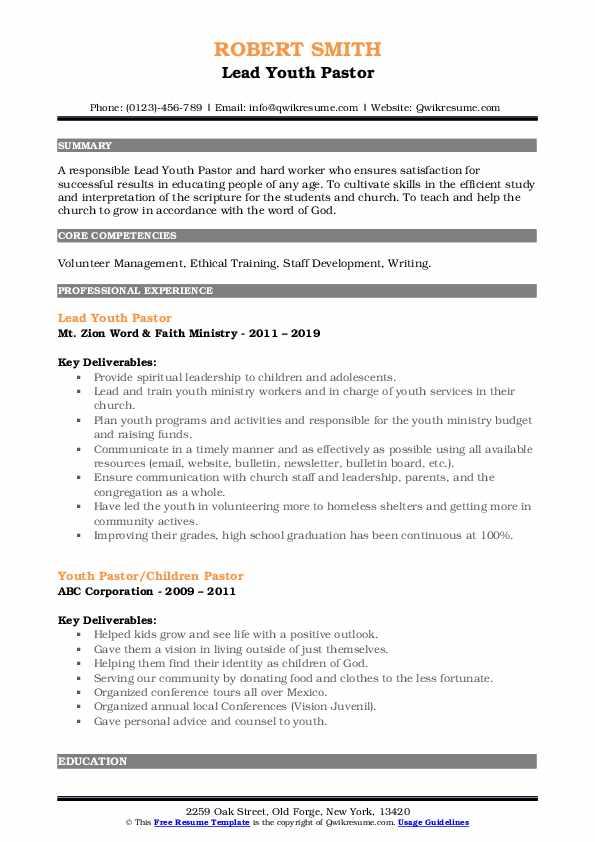 ROBERT SMITH
Lead Youth Pastor
Phone: (0123)-456-789 | Email: info@qwikresume.com | Website: Qwikresume.com
SUMMARY
A responsible Lead Youth Pastor and hard worker who ensures satisfaction for
successful results in educating people of any age. To cultivate skills in the efficient study
and interpretation of the scripture for the students and church. To teach and help the
church to grow in accordance with the word of God.
CORE COMPETENCIES
Volunteer Management, Ethical Training, Staff Development, Writing.
PROFESSIONAL EXPERIENCE
Lead Youth Pastor
Mt. Zion Word & Faith Ministry - 2011 – 2019
Key Deliverables:
▪ Provide spiritual leadership to children and adolescents.
▪ Lead and train youth ministry workers and in charge of youth services in their
church.
▪ Plan youth programs and activities and responsible for the youth ministry budget
and raising funds.
▪ Communicate in a timely manner and as effectively as possible using all available
resources (email, website, bulletin, newsletter, bulletin board, etc.).
▪ Ensure communication with church staff and leadership, parents, and the
congregation as a whole.
▪ Have led the youth in volunteering more to homeless shelters and getting more in
community actives.
▪ Improving their grades, high school graduation has been continuous at 100%.
Youth Pastor/Children Pastor
ABC Corporation - 2009 – 2011
Key Deliverables:
▪ Helped kids grow and see life with a positive outlook.
▪ Gave them a vision in living outside of just themselves.
▪ Helping them find their identity as children of God.
▪ Serving our community by donating food and clothes to the less fortunate.
▪ Organized conference tours all over Mexico.
▪ Organized annual local Conferences (Vision Juvenil).
▪ Gave personal advice and counsel to youth.
EDUCATION
2259 Oak Street, Old Forge, New York, 13420
© This Free Resume Template is the copyright of Qwikresume.com. Usage Guidelines